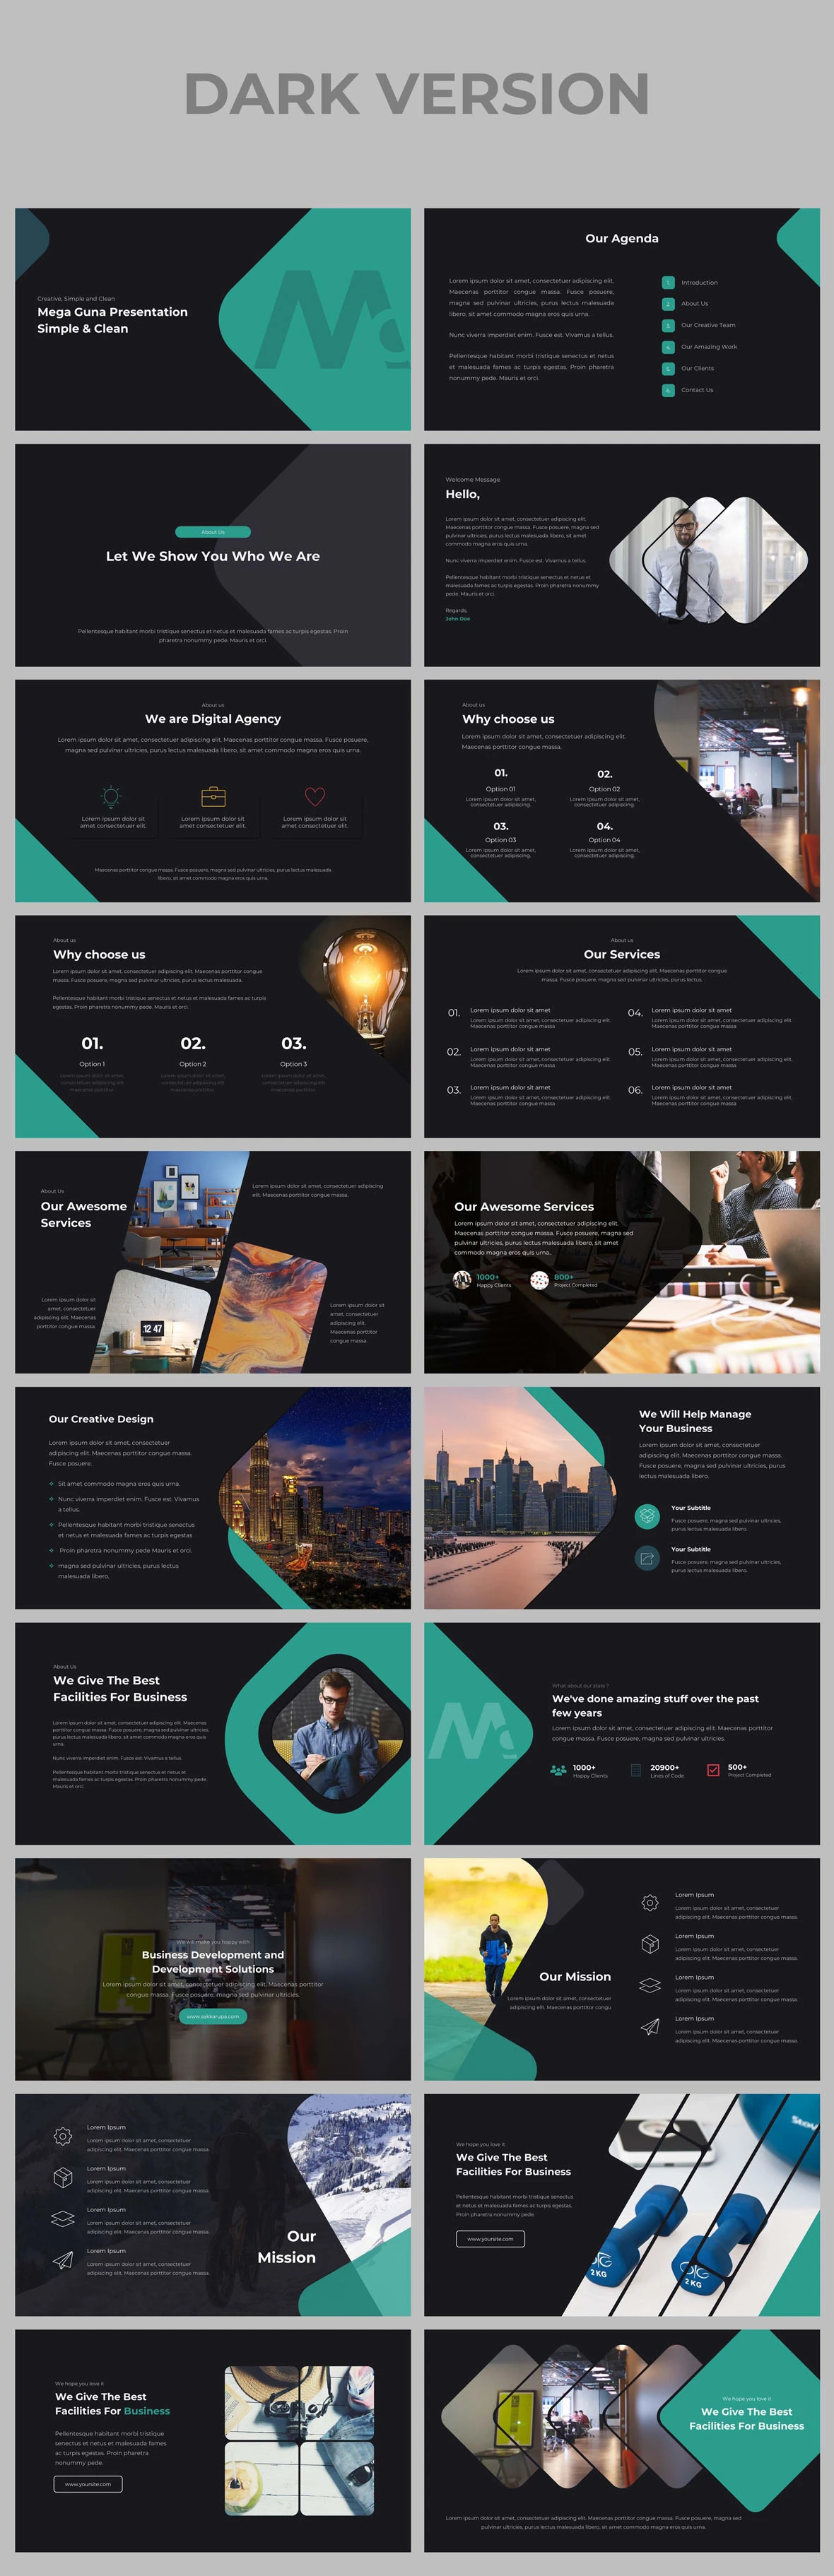 DARK VERSION
Creative, Simple and Clean
Mega Guna Presentation
Simple & Clean
Our Agenda
Lorem ipsum dolor sit amet, consectetuer adipiscing elit.
Maecenas porttitor congue massa. Fusce posuere,
magna sed pulvinar ultricies, purus lectus malesuada
libero, sit amet commodo magna eros quis urna.
Nunc viverra imperdiet enim. Fusce est. Vivamus a tellus.
Pellentesque habitant morbi tristique senectus et netus
et malesuada fames ac turpis egestas. Proin pharetra
nonummy pede. Mauris et orci.
1. Introduction
2. About Us
3. Our Creative Team
4. Our Amazing Work
5. Our Clients
6. Contact Us
About Us
Let We Show You Who We Are
Pellentesque habitant morbi tristique senectus et netus et malesuada fames ac turpis egestas. Proin
pharetra nonummy pede. Mauris et orci
Welcome Message
Hello,
Lorem ipsum dolor sit amet, consectetuer adipiscing elit.
Maecenas porttitor congue massa. Fusce posuere, magna sed
pulvinar ultricies, purus lectus malesuada libero, sit amet
commodo magna eros quis urna.
Nunc viverra imperdiet enim. Fusce est. Vivamus a tellus.
Pellentesque habitant morbi tristique senectus et netus et
malesuada fames ac turpis egestas. Proin pharetra nonummy
pede. Mauris et orci.
Regards,
John Doe
About us
We are Digital Agency
Lorem ipsum dolor sit amet, consectetuer adipiscing elit. Maecenas porttitor congue massa. Fusce posuere,
magna sed pulvinar ultricies, purus lectus malesuada libero, sit amet commodo magna eros quis urna.
Lorem ipsum dolor sit
amet consectetuer elit.
Lorem ipsum dolor sit
amet consectetuer elit.
Lorem ipsum dolor sit
amet consectetuer elit.
Maecenas porttitor congue massa. Fusce posuere, magna sed pulvinar ultricies, purus lectus malesuada
libero, sit amet commodo magna eros quis urna.
About us
Why choose us
Lorem ipsum dolor sit amet, consectetuer adipiscing elit.
Maecenas porttitor congue massa.
01.
Option 01
Lorem ipsum dolor sit amet,
consectetuer adipiscing.
02.
Option 02
Lorem ipsum dolor sit amet,
consectetuer adipiscing.
03.
Option 03
Lorem ipsum dolor sit amet,
consectetuer adipiscing.
04.
Option 04
Lorem ipsum dolor sit amet,
consectetuer adipiscing.
About us
Why choose us
Lorem ipsum dolor sit amet, consectetuer adipiscing elit. Maecenas porttitor congue
massa. Fusce posuere, magna sed pulvinar ultricies, purus lectus malesuada.
Pellentesque habitant morbi tristique senectus et netus et malesuada fames ac turpis
egestas. Proin pharetra nonummy pede. Mauris et orci.
01.
Option 1
02.
Option 2
03.
Option 3
About us
Our Services
Lorem ipsum dolor sit amet, consectetuer adipiscing elit. Maecenas porttitor congue
massa. Fusce posuere, magna sed pulvinar ultricies, purus lectus.
01. Lorem ipsum dolor sit amet
Lorem ipsum dolor sit amet, consectetuer adipiscing elit.
Maecenas porttitor congue massa
02. Lorem ipsum dolor sit amet
Lorem ipsum dolor sit amet, consectetuer adipiscing elit.
Maecenas porttitor congue massa
03. Lorem ipsum dolor sit amet
Lorem ipsum dolor sit amet, consectetuer adipiscing elit.
Maecenas porttitor congue massa
04. Lorem ipsum dolor sit amet
Lorem ipsum dolor sit amet, consectetuer adipiscing elit.
Maecenas porttitor congue massa
05. Lorem ipsum dolor sit amet
Lorem ipsum dolor sit amet, consectetuer adipiscing elit.
Maecenas porttitor congue massa
06. Lorem ipsum dolor sit amet
Lorem ipsum dolor sit amet, consectetuer adipiscing elit.
Maecenas porttitor congue massa
About Us
Our Awesome
Services
Lorem ipsum dolor sit amet, consectetuer adipiscing
elit. Maecenas porttitor congue massa.
Lorem ipsum dolor sit
amet, consectetuer
adipiscing elit. Maecenas
porttitor congue massa.
12 47
Lorem ipsum dolor sit
amet, consectetuer
adipiscing elit.
Maecenas porttitor
congue massa.
Our Awesome Services
Lorem ipsum dolor sit amet, consectetuer adipiscing elit.
Maecenas porttitor congue massa. Fusce posuere, magna sed
pulvinar ultricies, purus lectus malesuada libero, sit amet
commodo magna eros quis urna..
1000+
Happy Clients
800+
Project Completed
Our Creative Design
Lorem ipsum dolor sit amet, consectetuer
adipiscing elit. Maecenas porttitor congue massa.
Fusce posuere.
Sit amet commodo magna eros quis urna.
Nunc viverra imperdiet enim. Fusce est. Vivamus
a tellus.
Pellentesque habitant morbi tristique senectus
et netus et malesuada fames ac turpis egestas
Proin pharetra nonummy pede Mauris et orci.
magna sed pulvinar ultricies, purus lectus
malesuada libero.
We Will Help Manage
Your Business
Lorem ipsum dolor sit amet, consectetuer
adipiscing elit. Maecenas porttitor congue massa.
Fusce posuere, magna sed pulvinar ultricies, purus
lectus malesuada libero.
Your Subtitle
Fusce posuere, magna sed pulvinar ultricies,
purus lectus malesuada libero.
Your Subtitle
Fusce posuere, magna sed pulvinar ultricies,
purus lectus malesuada libero.
About Us
We Give The Best
Facilities For Business
Lorem ipsum dolor sit amet, consectetuer adipiscing elit. Maecenas
porttitor congue massa. Fusce posuere, magna sed pulvinar ultricies,
purus lectus malesuada libero, sit amet commodo magna eros quis
urna.
Nunc viverra imperdiet enim. Fusce est. Vivamus a tellus.
Pellentesque habitant morbi tristique senectus et netus et
malesuada fames ac turpis egestas. Proin pharetra nonummy pede.
Mauris et orci.
What about our stats ?
We've done amazing stuff over the past
few years
Lorem ipsum dolor sit amet, consectetuer adipiscing elit. Maecenas porttitor
congue massa. Fusce posuere, magna sed pulvinar ultricies.
1000+
Happy Clients
20900+
Lines of Code
500+
Project Completed
Business Development and
Development Solutions
Lorem ipsum dolor sit amet, consectetuer adipiscing elit. Maecenas porttitor
congue massa. Fusce posuere, magna sed pulvinar ultricies.
Our Mission
Lorem ipsum dolor sit amet, consectetuer
adipiscing elit. Maecenas porttitor congu
Lorem Ipsum
Lorem ipsum dolor sit amet, consectetuer
adipiscing elit. Maecenas porttitor congue massa.
Lorem Ipsum
Lorem ipsum dolor sit amet, consectetuer
adipiscing elit. Maecenas porttitor congue massa.
Lorem Ipsum
Lorem ipsum dolor sit amet, consectetuer
adipiscing elit. Maecenas porttitor congue massa.
Lorem Ipsum
Lorem ipsum dolor sit amet, consectetuer
adipiscing elit. Maecenas porttitor congue massa.
Lorem Ipsum
Lorem ipsum dolor sit amet, consectetuer
adipiscing elit. Maecenas porttitor congue massa.
Lorem Ipsum
Lorem ipsum dolor sit amet, consectetuer
adipiscing elit. Maecenas porttitor congue massa.
Lorem Ipsum
Lorem ipsum dolor sit amet, consectetuer
adipiscing elit. Maecenas porttitor congue massa.
Lorem Ipsum
Lorem ipsum dolor sit amet, consectetuer
adipiscing elit. Maecenas porttitor congue massa.
Our
Mission
We hope you love it
We Give The Best
Facilities For Business
Pellentesque habitant morbi tristique senectus
et netus et malesuada fames ac turpis egestas.
Proin pharetra nonummy pede.
www.yoursite.com
2 KG
2 KG
We hope you love it
We Give The Best
Facilities For Business
Pellentesque habitant morbi tristique
senectus et netus et malesuada fames
ac turpis egestas. Proin pharetra
nonummy pede.
www.yoursite.com
We hope you love it
We Give The Best
Facilities For Business
Lorem ipsum dolor sit amet, consectetuer adipiscing elit. Maecenas porttitor congue massa. Fusce posuere, magna sed
pulvinar ultricies, purus lectus malesuada libero, sit amet commodo magna eros quis urna.